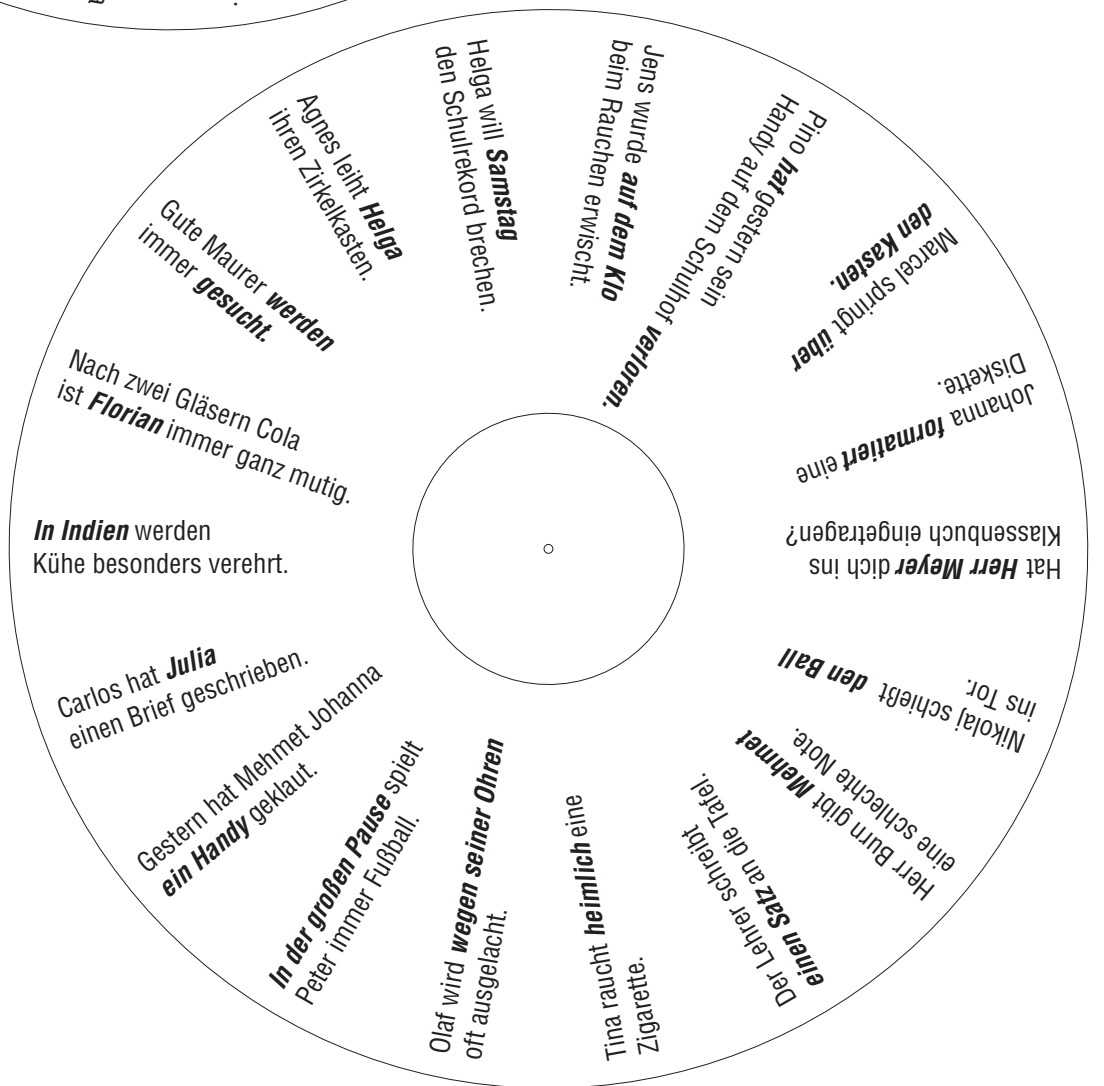 Helga will Samstag
den Schulrekord brechen.
Jens wurde auf dem Klo
beim Rauchen erwischt.
Pino hat gestern sein
Handy auf dem Schulhof verloren.
Marcel springt über
den Kasten.
Johanna formatiert eine
Diskette.
Hat Herr Meyer dich ins
Klassenbuch eingetragen?
Nikolaj schießt den Ball
ins Tor.
Herr Burn gibt Mehmet
eine schlechte Note.
Der Lehrer schreibt
einen Satz an die Tafel.
Tina raucht heimlich eine
Zigarette.
Olaf wird wegen seiner Ohren
oft ausgelacht.
In der großen Pause spielt
Peter immer Fußball.
Gestern hat Mehmet Johanna
ein Handy geklaut.
Carlos hat Julia
einen Brief geschrieben.
In Indien werden
Kühe besonders verehrt.
Nach zwei Gläsern Cola
ist Florian immer ganz mutig.
Gute Maurer werden
immer gesucht.
Agnes leiht Helga
ihren Zirkelkasten.